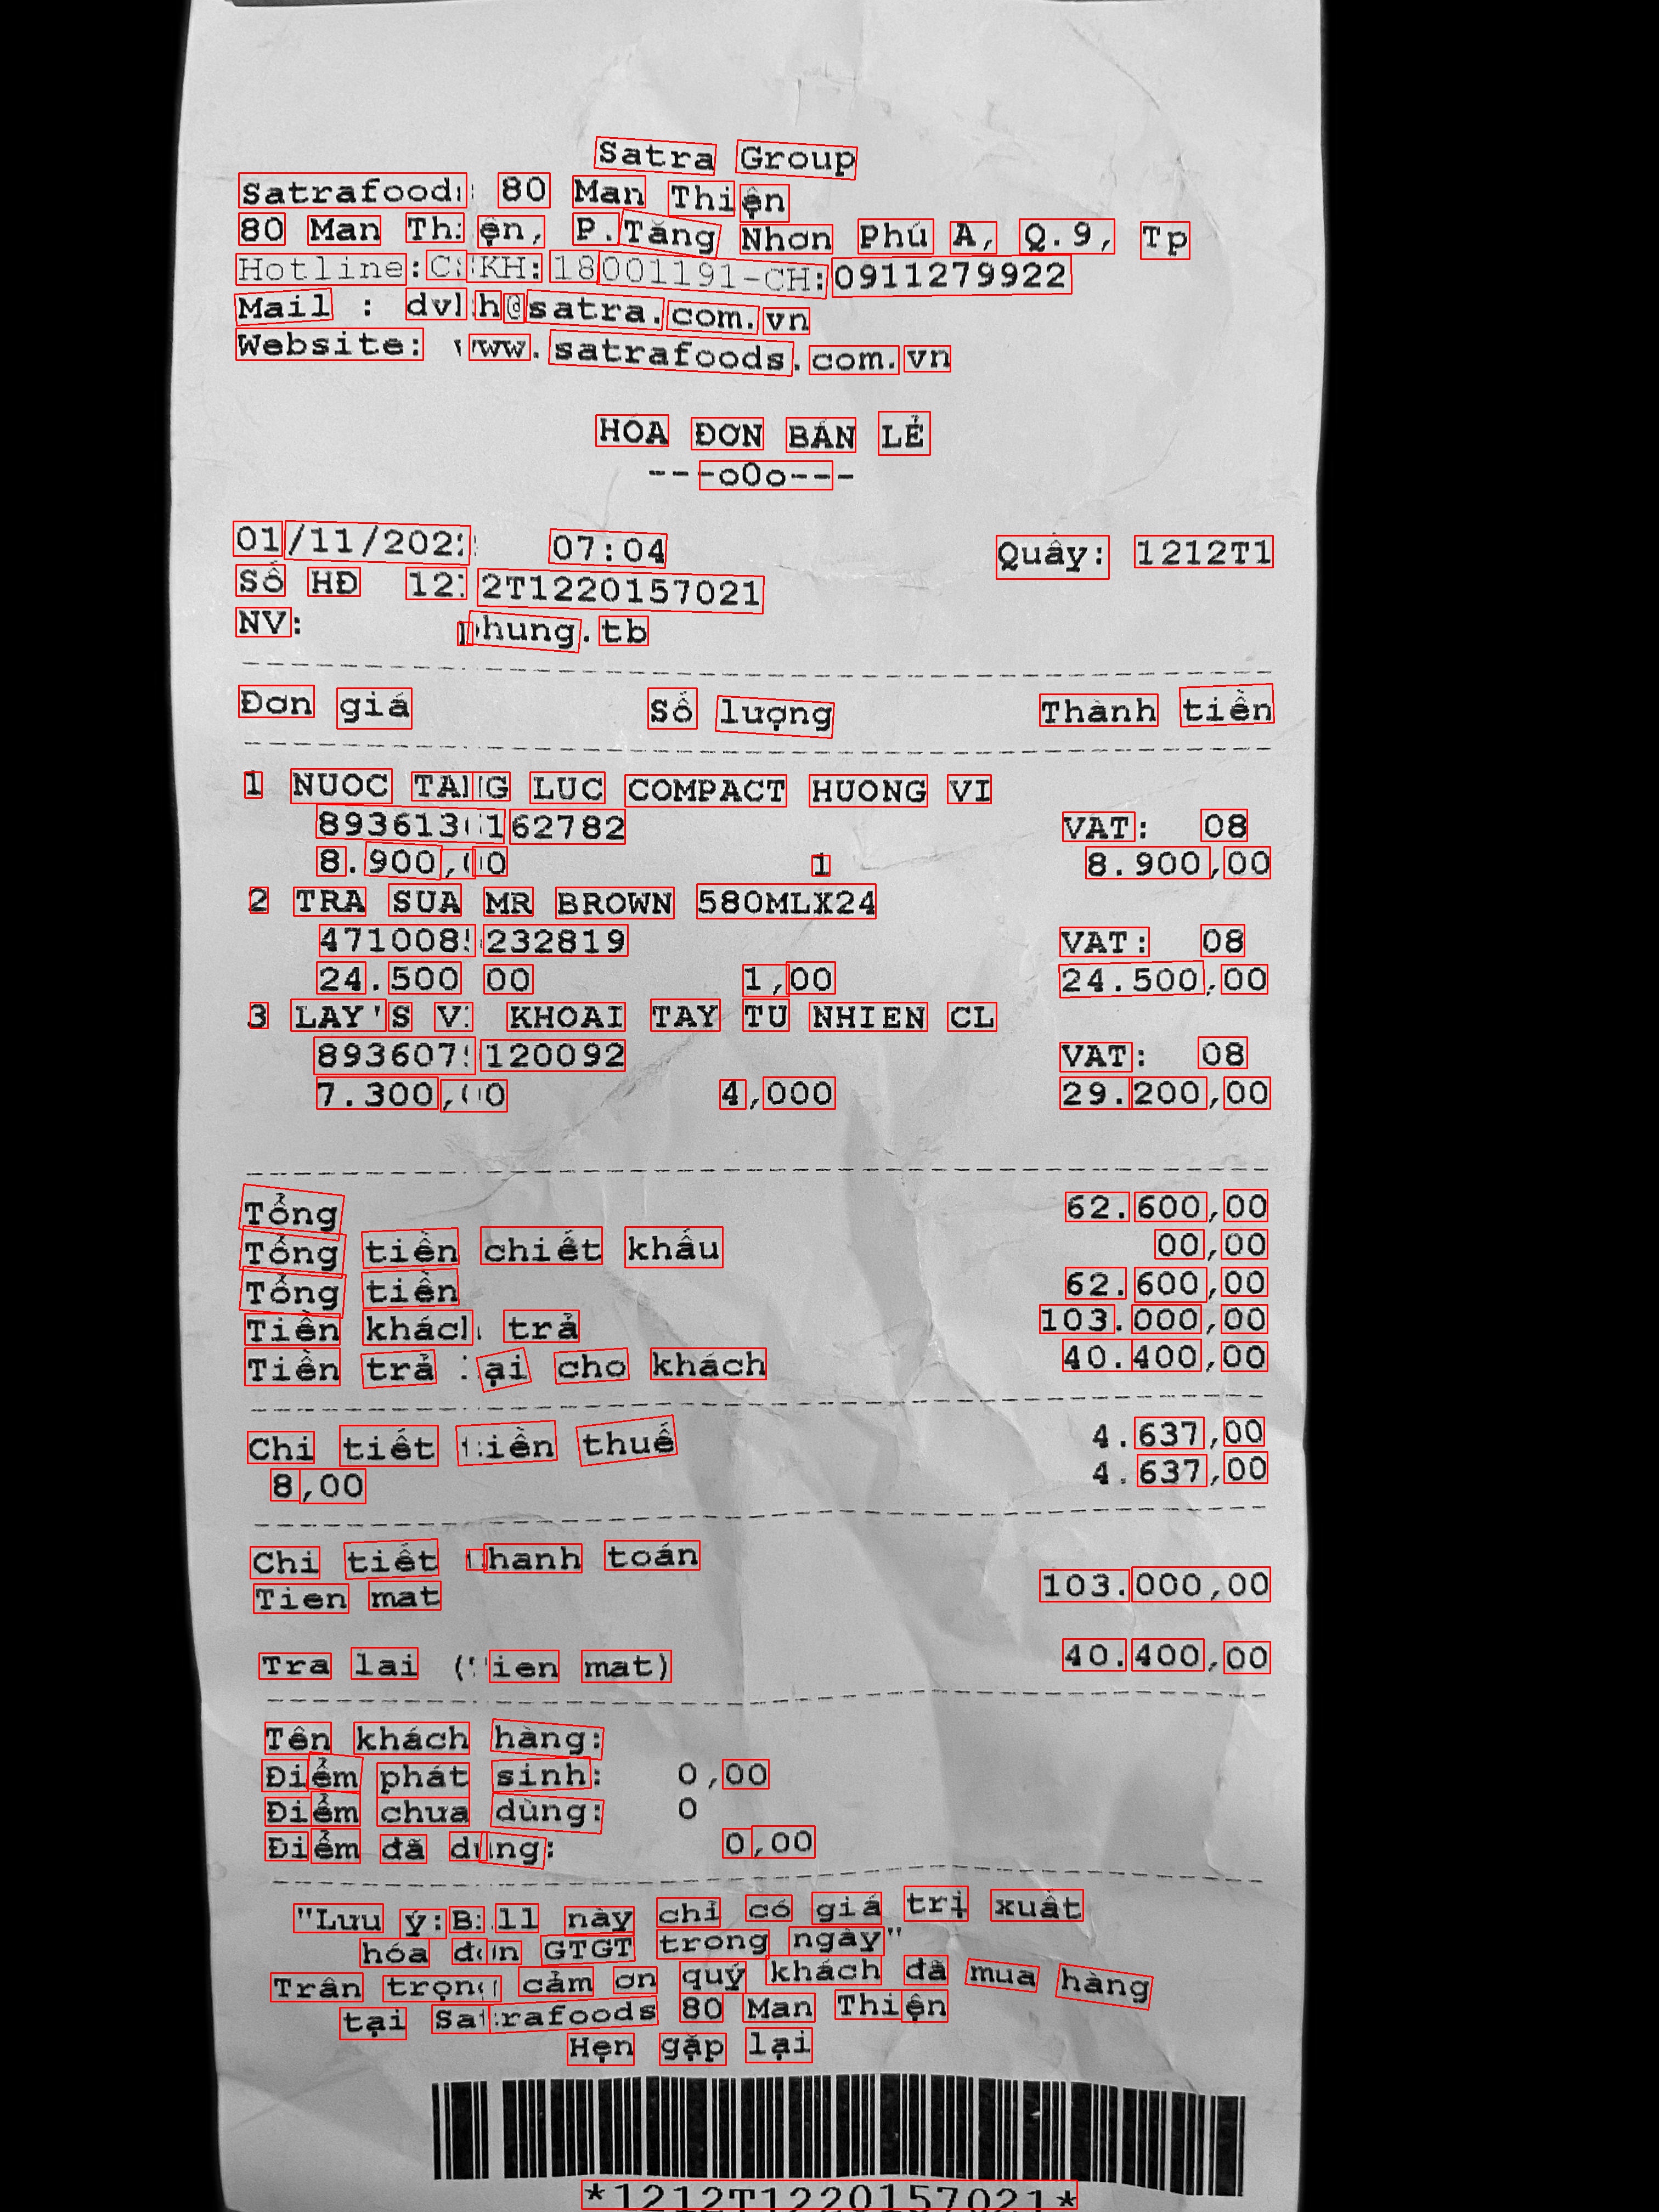 Satra Group
Satrafoods 80 Man Thiện
80 Man Thiện, P.Tăng Nhơn Phú A, Q.9, Tp
Hotline:CSKH:18001191-CH:0911279922
Mail : dvkh@satra.com.vn
Website: www.satrafoods.com.vn
HÓA ĐƠN BÁN LẺ
---oOo---
01/11/2022 07:04 Quầy: 1212T1
Số HĐ 1212T1220157021
NV: phung.tb
Đơn giá Số lượng Thành tiền
1 NUOC TANG LUC COMPACT HUONG VI
VAT: 08
8.900,00 1 8.900,00
2 TRA SUA MR BROWN 580MLX24
4710085232819 VAT: 08
24.500,00 1,00 24.500,00
3 LAY'S KHOAI TAY TU NHIEN CL
8936079120092 VAT: 08
7.300,00 4,000 29.200,00
Tổng 62.600,00
Tổng tiền chiết khấu 00,00
Tổng tiền 62.600,00
Tiền khách trả 103.000,00
Tiền trả lại cho khách 40.400,00
Chi tiết tiền thuế 4.637,00
8,00 4.637,00
Chi tiết thanh toán
Tien mat 103.000,00
Tra lai (Tien mat) 40.400,00
Tên khách hàng:
Điểm phát sinh: 0,00
Điểm chưa dùng: 0
Điểm đã dùng: 0,00
"Lưu ý:Bill này chỉ có giá trị xuất
hóa đơn GTGT trong ngày"
Trân trọng cảm ơn quý khách đã mua hàng
tại Satrafoods 80 Man Thiện
Hẹn gặp lại
*1212T1220157021*